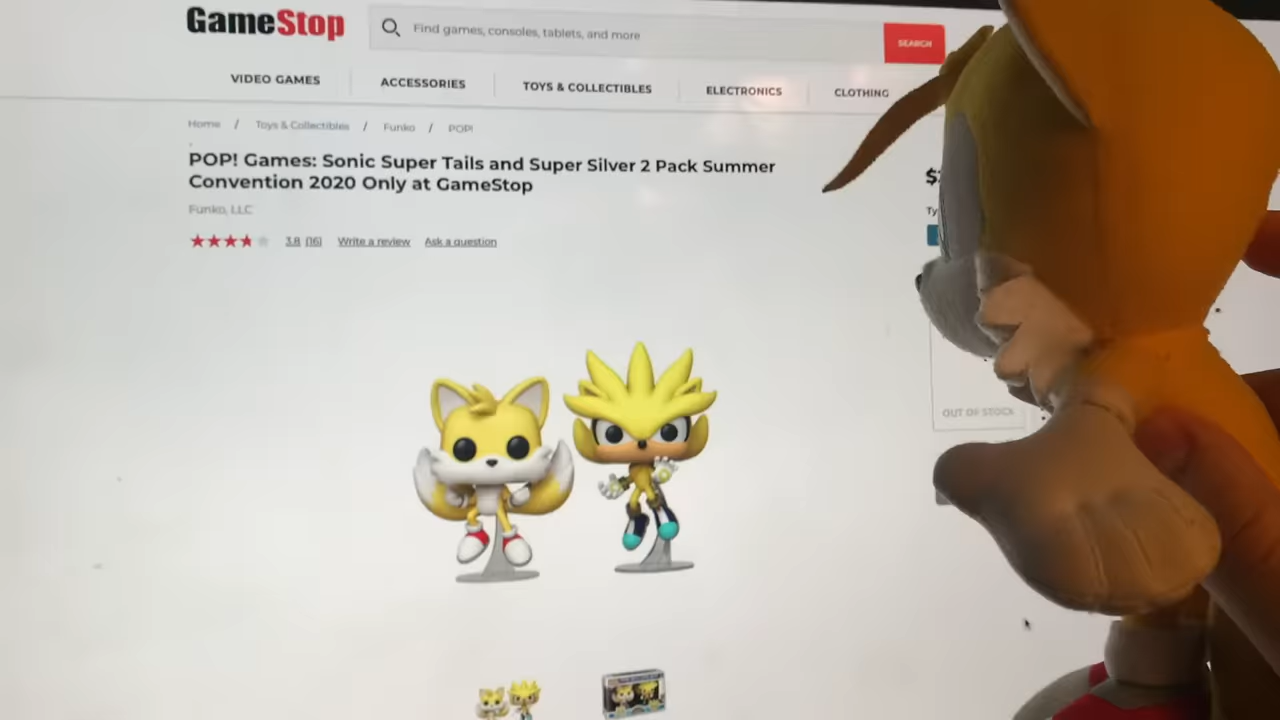 GameStop
Find games, consoles, tablets, and more
SEARCH
VIDEO GAMES
ACCESSORIES
TOYS & COLLECTIBLES
ELECTRONICS
CLOTHING
Home / Toys & Collectibles / Funko / POP!
POP! Games: Sonic Super Tails and Super Silver 2 Pack Summer
Convention 2020 Only at GameStop
Funko, LLC
3.8 (16) Write a review Ask a question
$
Ty
OUT OF STOCK